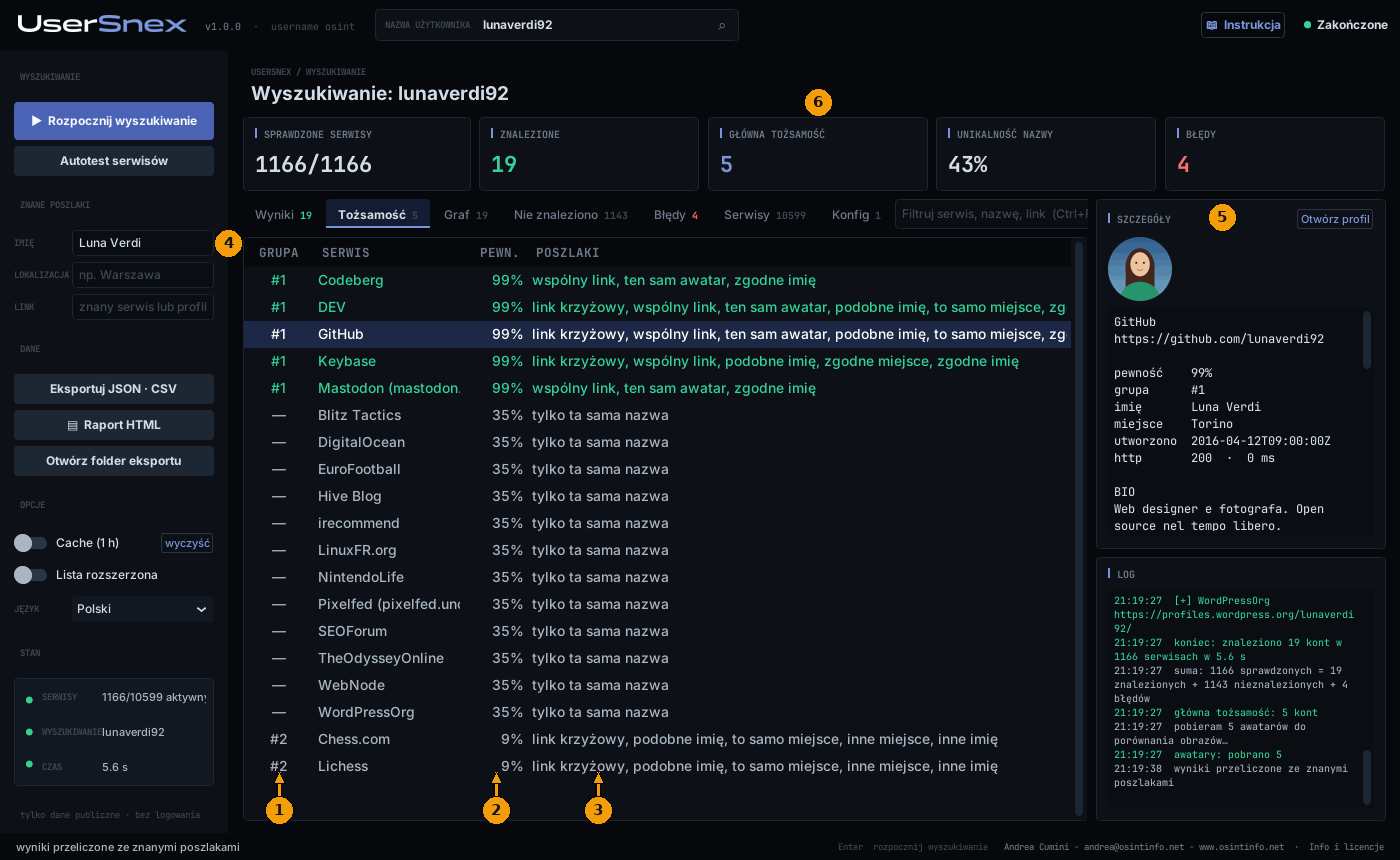 UserSnex v1.0.0 · username osint NAZWA UŻYTKOWNIKA lunaverdi92 Instrukcja Zakończone
WYSZUKIWANIE
▶ Rozpocznij wyszukiwanie
Autotest serwisów
ZNANE POSZLAKI
IMIĘ Luna Verdi
LOKALIZACJA np. Warszawa
LINK znany serwis lub profil
DANE
Eksportuj JSON · CSV
Raport HTML
Otwórz folder eksportu
OPCJE
Cache (1 h) wyczyść
Lista rozszerzona
JĘZYK Polski
STAN
SERWISY 1166/10599 aktywny
WYSZUKIWANIE lunaverdi92
CZAS 5.6 s
tylko dane publiczne · bez logowania
USERSNEX / WYSZUKIWANIE
Wyszukiwanie: lunaverdi92
6
SPRAWDZONE SERWISY
1166/1166
ZNALEZIONE
19
GŁÓWNA TOŻSAMOŚĆ
5
UNIKALNOŚĆ NAZWY
43%
BŁĘDY
4
Wyniki 19 Tożsamość 5 Graf 19 Nie znaleziono 1143 Błędy 4 Serwisy 10599 Konfig 1 Filtruj serwis, nazwę, link (Ctrl+F
4
GRUPA SERWIS PEWN. POSZLAKI
#1 Codeberg 99% wspólny link, ten sam awatar, zgodne imię
#1 DEV 99% link krzyżowy, wspólny link, ten sam awatar, podobne imię, to samo miejsce, zg
#1 GitHub 99% link krzyżowy, wspólny link, ten sam awatar, podobne imię, to samo miejsce, zg
#1 Keybase 99% link krzyżowy, wspólny link, podobne imię, zgodne miejsce, zgodne imię
#1 Mastodon (mastodon. 99% wspólny link, ten sam awatar, zgodne imię
— Blitz Tactics 35% tylko ta sama nazwa
— DigitalOcean 35% tylko ta sama nazwa
— EuroFootball 35% tylko ta sama nazwa
— Hive Blog 35% tylko ta sama nazwa
— irecommend 35% tylko ta sama nazwa
— LinuxFR.org 35% tylko ta sama nazwa
— NintendoLife 35% tylko ta sama nazwa
— Pixelfed (pixelfed.unc 35% tylko ta sama nazwa
— SEOForum 35% tylko ta sama nazwa
— TheOdysseyOnline 35% tylko ta sama nazwa
— WebNode 35% tylko ta sama nazwa
— WordPressOrg 35% tylko ta sama nazwa
#2 Chess.com 9% link krzyżowy, podobne imię, to samo miejsce, inne miejsce, inne imię
#2 Lichess 9% link krzyżowy, podobne imię, to samo miejsce, inne miejsce, inne imię
1 2 3
SZCZEGÓŁY 5 Otwórz profil
GitHub
https://github.com/lunaverdi92
pewność 99%
grupa #1
imię Luna Verdi
miejsce Torino
utworzono 2016-04-12T09:00:00Z
http 200 · 0 ms
BIO
Web designer e fotografa. Open
source nel tempo libero.
LOG
21:19:27 [+] WordPressOrg
https://profiles.wordpress.org/lunaverdi
92/
21:19:27 koniec: znaleziono 19 kont w
1166 serwisach w 5.6 s
21:19:27 suma: 1166 sprawdzonych = 19
znalezionych + 1143 nieznalezionych + 4
błędów
21:19:27 główna tożsamość: 5 kont
21:19:27 pobieram 5 awatarów do
porównania obrazów…
21:19:27 awatary: pobrano 5
21:19:38 wyniki przeliczone ze znanymi
poszlakami
wyniki przeliczone ze znanymi poszlakami Enter rozpocznij wyszukiwanie Andrea Cumini - andrea@osintinfo.net - www.osintinfo.net · Info i licencje